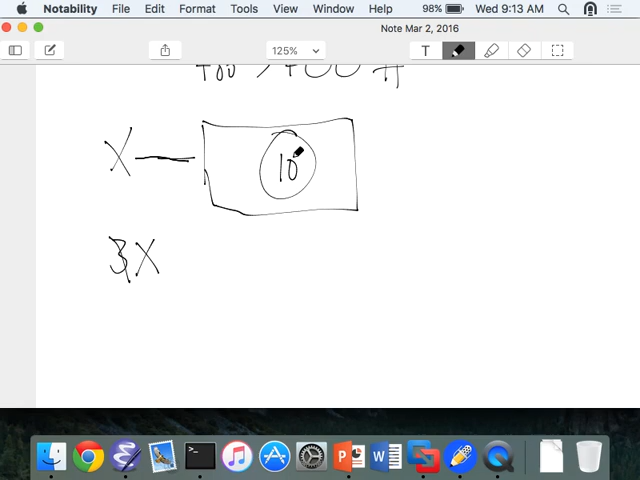 Notability File Edit Format Tools View Window Help 98% Wed 9:13 AM
Note Mar 2, 2016
125% T
X — 10
3X